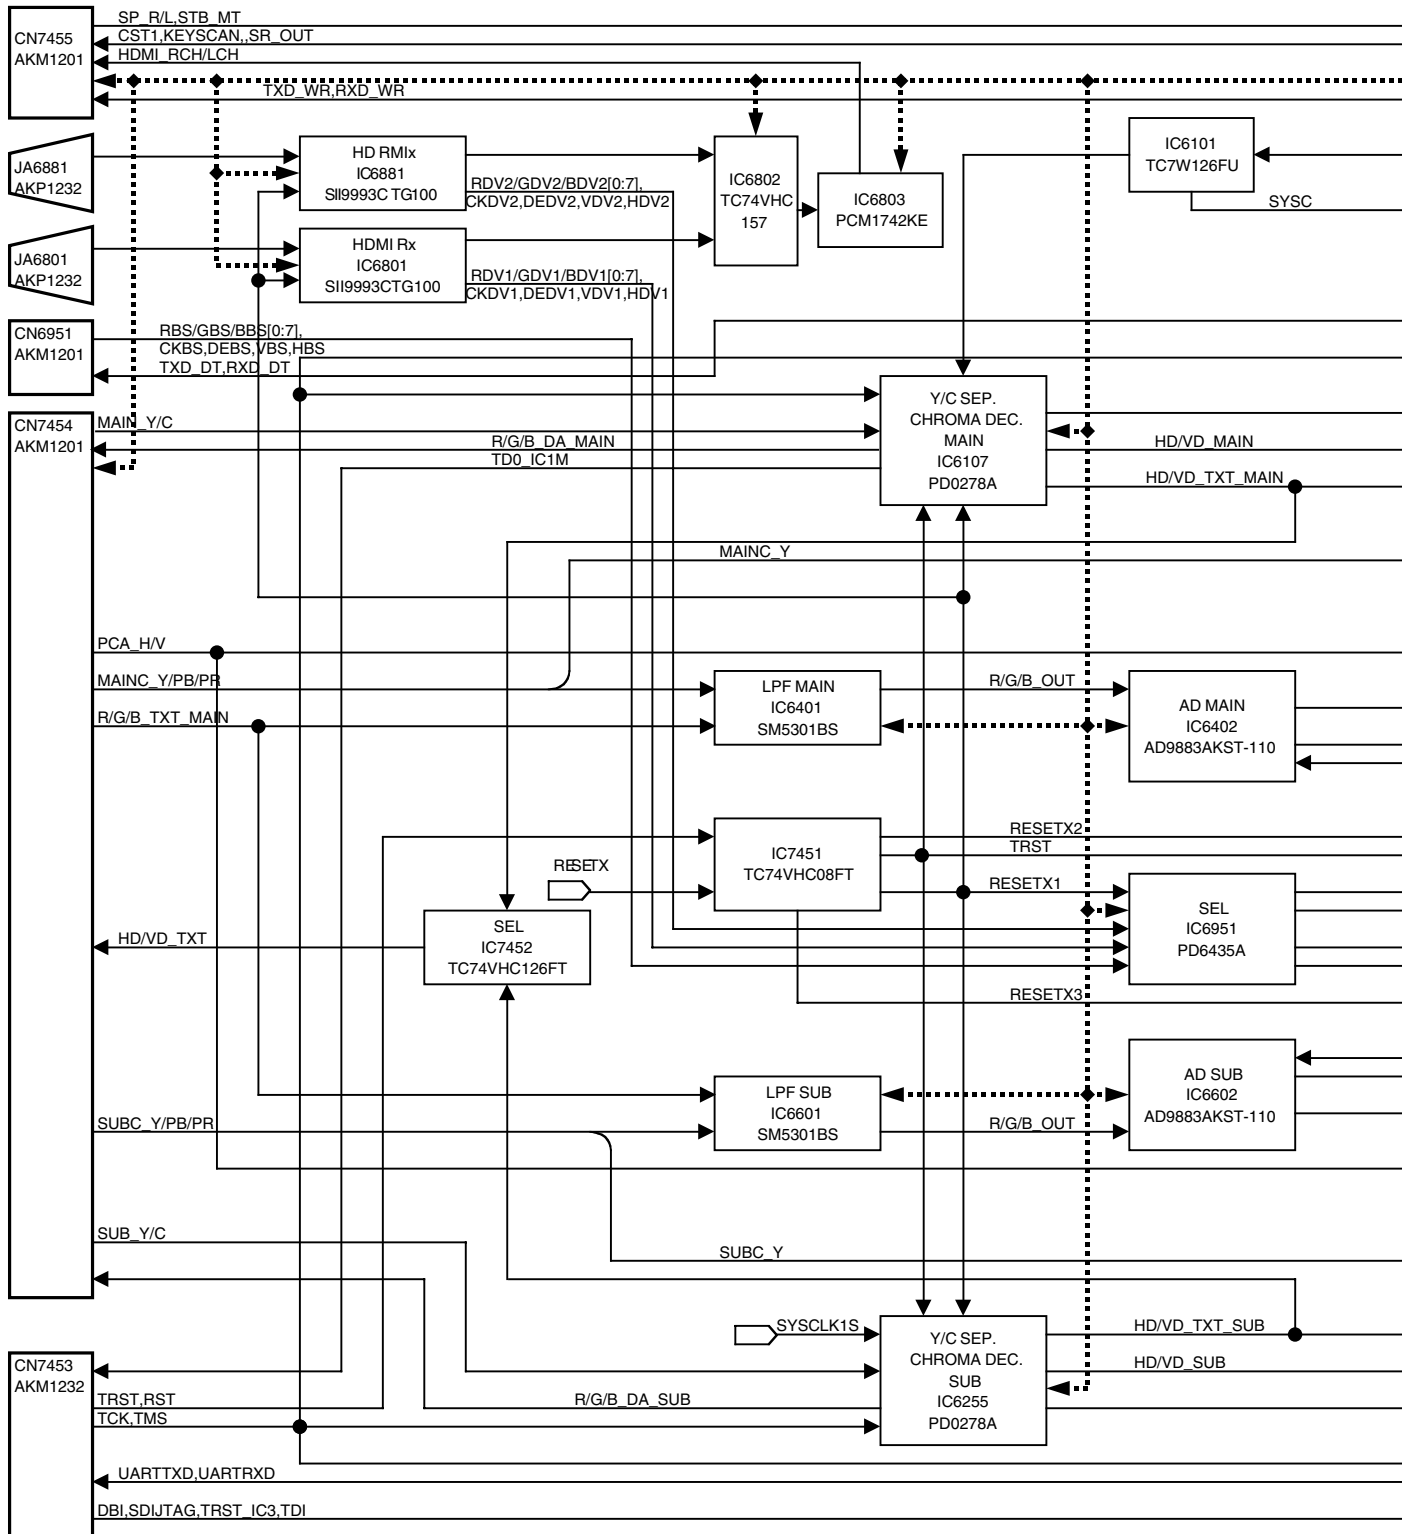 SP_R/L,STB_MT
CN7455
AKM1201
CST1,KEYSCAN,,SR_OUT
HDMI_RCH/LCH
TXD_WR,RXD_WR
JA6881
AKP1232
HD RMIx
IC6881
SII9993C TG100
RDV2/GDV2/BDV2[0:7],
CKDV2,DEDV2,VDV2,HDV2
IC6802
TC74VHC
157
IC6803
PCM1742KE
IC6101
TC7W126FU
SYSC
JA6801
AKP1232
HDMI Rx
IC6801
SII9993CTG100
RDV1/GDV1/BDV1[0:7],
CKDV1,DEDV1,VDV1,HDV1
CN6951
AKM1201
RBS/GBS/BBS[0:7],
CKBS,DEBS,VBS,HBS
TXD_DT,RXD_DT
CN7454
AKM1201
MAIN_Y/C
R/G/B_DA_MAIN
TD0_IC1M
Y/C SEP.
CHROMA DEC.
MAIN
IC6107
PD0278A
HD/VD_MAIN
HD/VD_TXT_MAIN
MAINC_Y
PCA_H/V
MAINC_Y/PB/PR
R/G/B_TXT_MAIN
LPF MAIN
IC6401
SM5301BS
R/G/B_OUT
AD MAIN
IC6402
AD9883AKST-110
RESETX
IC7451
TC74VHC08FT
RESETX2
TRST
RESETX1
SEL
IC6951
PD6435A
HD/VD_TXT
SEL
IC7452
TC74VHC126FT
RESETX3
LPF SUB
IC6601
SM5301BS
R/G/B_OUT
AD SUB
IC6602
AD9883AKST-110
SUBC_Y/PB/PR
SUB_Y/C
SUBC_Y
SYSCLK1S
Y/C SEP.
CHROMA DEC.
SUB
IC6255
PD0278A
HD/VD_TXT_SUB
HD/VD_SUB
CN7453
AKM1232
TRST,RST
R/G/B_DA_SUB
TCK,TMS
UARTTXD,UARTRXD
DBI,SDIJTAG,TRST_IC3,TDI